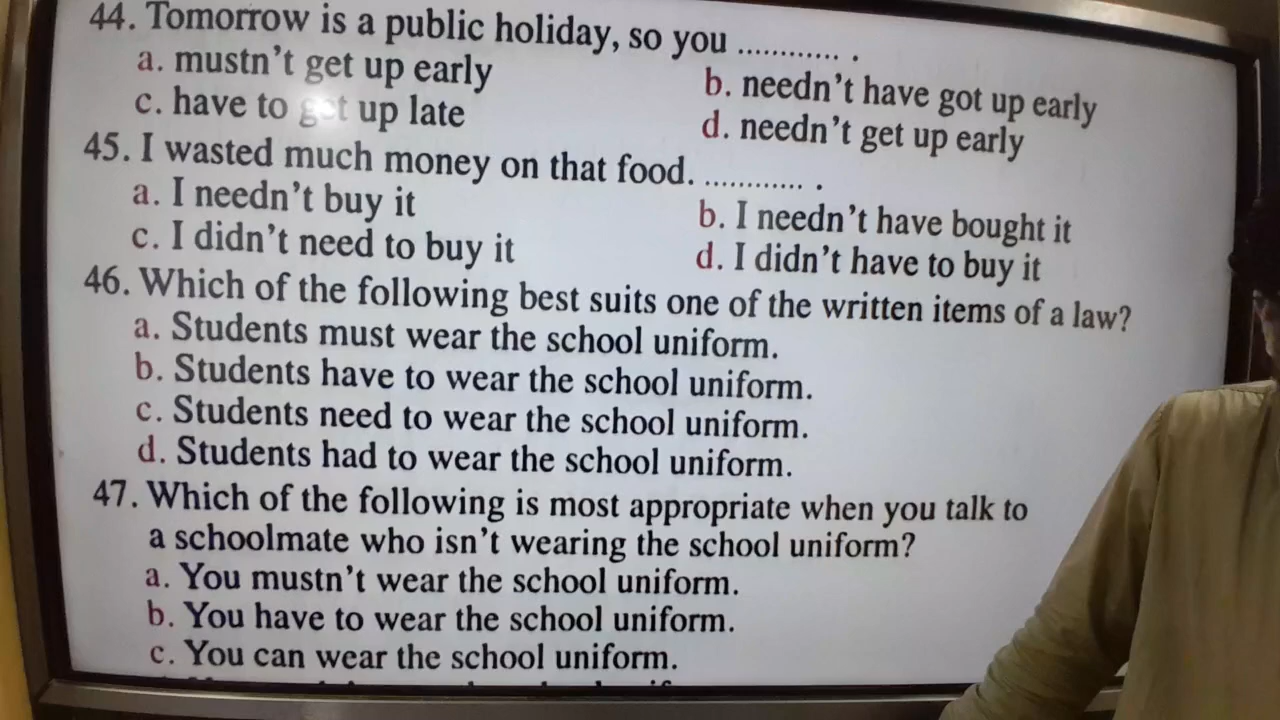 44. Tomorrow is a public holiday, so you ............ .
a. mustn't get up early
b. needn't have got up early
c. have to get up late
d. needn't get up early
45. I wasted much money on that food. ............ .
a. I needn't buy it
b. I needn't have bought it
c. I didn't need to buy it
d. I didn't have to buy it
46. Which of the following best suits one of the written items of a law?
a. Students must wear the school uniform.
b. Students have to wear the school uniform.
c. Students need to wear the school uniform.
d. Students had to wear the school uniform.
47. Which of the following is most appropriate when you talk to
a schoolmate who isn't wearing the school uniform?
a. You mustn't wear the school uniform.
b. You have to wear the school uniform.
c. You can wear the school uniform.